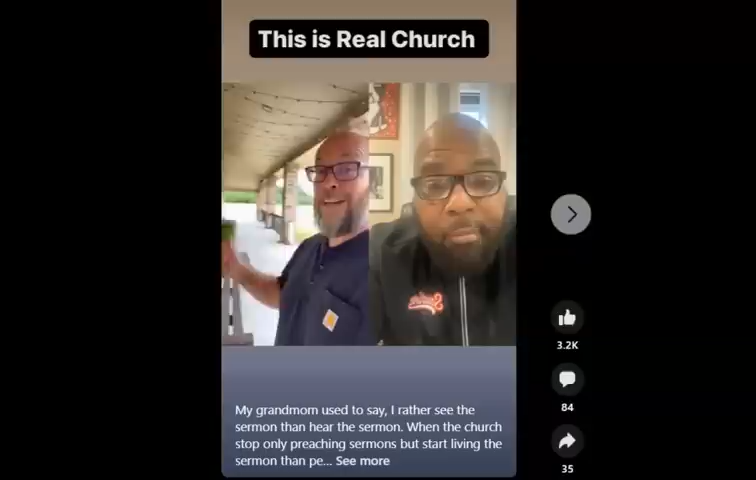 This is Real Church
3.2K
84
35
My grandmom used to say, I rather see the
sermon than hear the sermon. When the church
stop only preaching sermons but start living the
sermon than pe... See more